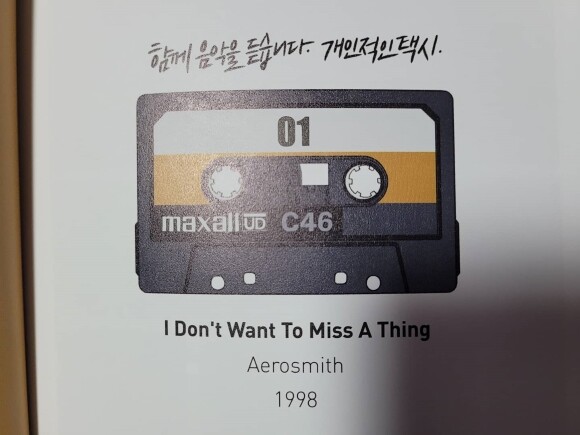 함께 음악을 듣습니다. 개인적인 택시.
01
maxall UD C46
I Don't Want To Miss A Thing
Aerosmith
1998